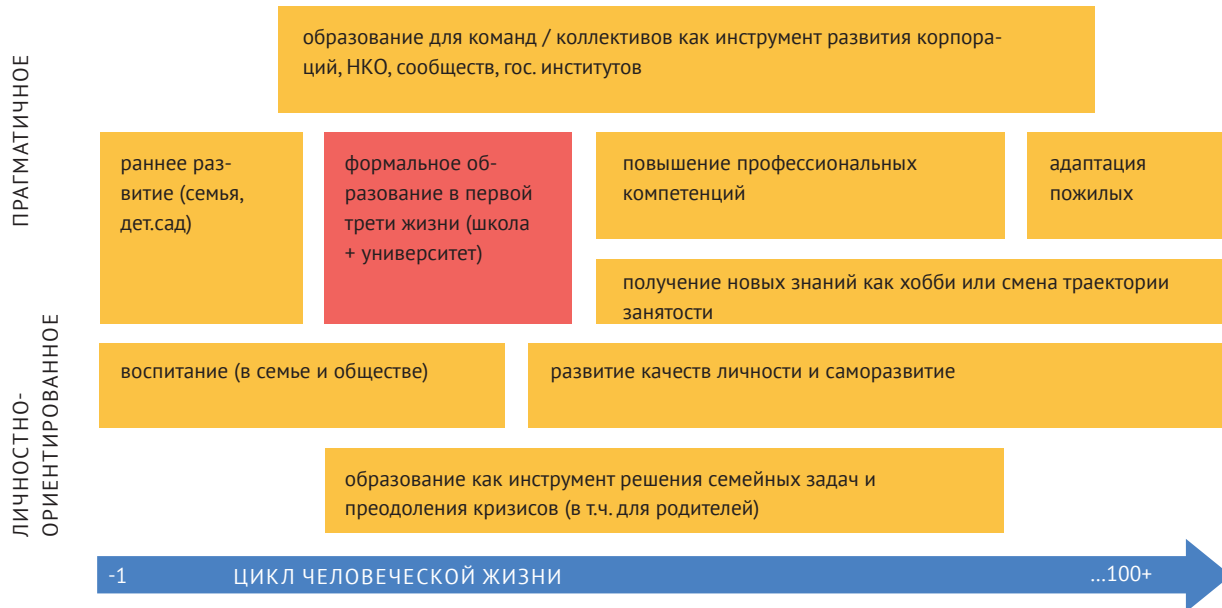 ПРАГМАТИЧНОЕ
ЛИЧНОСТНО-
ОРИЕНТИРОВАННОЕ
образование для команд / коллективов как инструмент развития корпора-
ций, НКО, сообществ, гос. институтов
раннее раз-
витие (семья,
дет.сад)
формальное об-
разование в первой
трети жизни (школа
+ университет)
повышение профессиональных
компетенций
адаптация
пожилых
получение новых знаний как хобби или смена траектории
занятости
воспитание (в семье и обществе)
развитие качеств личности и саморазвитие
образование как инструмент решения семейных задач и
преодоления кризисов (в т.ч. для родителей)
-1
ЦИКЛ ЧЕЛОВЕЧЕСКОЙ ЖИЗНИ
...100+